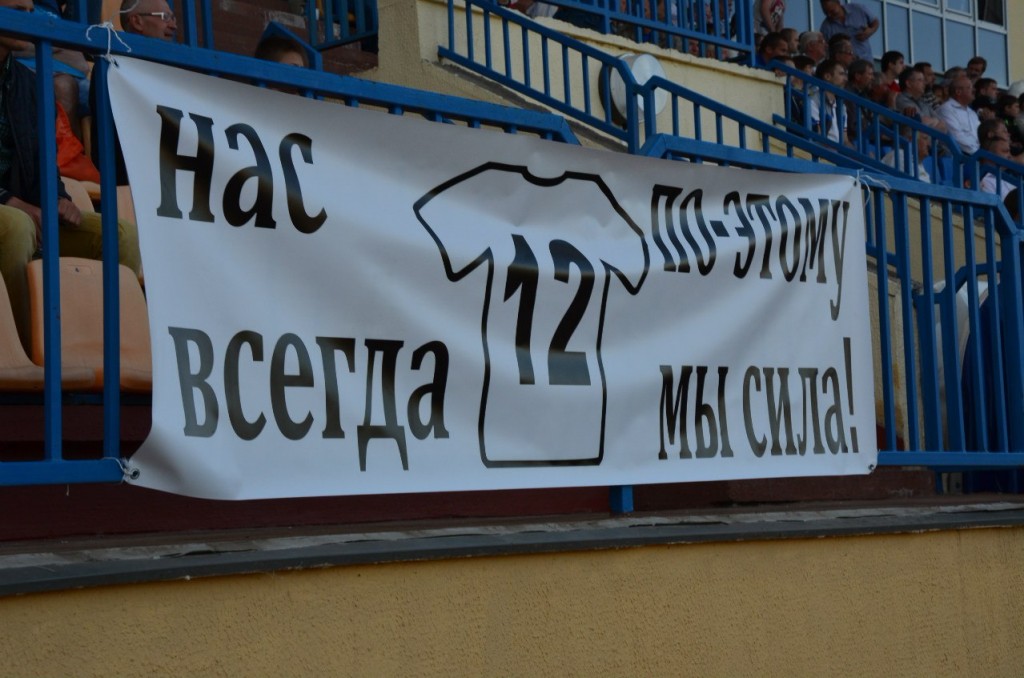 нас
всегда
12
по-этому
мы сила!